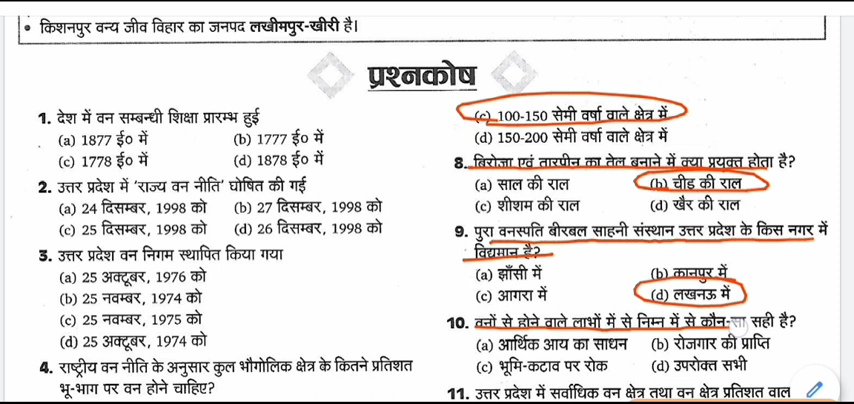 • किशनपुर वन्य जीव विहार का जनपद लखीमपुर-खीरी है।
प्रश्नकोष
1. देश में वन सम्बन्धी शिक्षा प्रारम्भ हुई
(a) 1877 ई० में (b) 1777 ई० में
(c) 1778 ई० में (d) 1878 ई० में
2. उत्तर प्रदेश में 'राज्य वन नीति' घोषित की गई
(a) 24 दिसम्बर, 1998 को (b) 27 दिसम्बर, 1998 को
(c) 25 दिसम्बर, 1998 को (d) 26 दिसम्बर, 1998 को
3. उत्तर प्रदेश वन निगम स्थापित किया गया
(a) 25 अक्टूबर, 1976 को
(b) 25 नवम्बर, 1974 को
(c) 25 नवम्बर, 1975 को
(d) 25 अक्टूबर, 1974 को
4. राष्ट्रीय वन नीति के अनुसार कुल भौगोलिक क्षेत्र के कितने प्रतिशत
भू-भाग पर वन होने चाहिए?
(c) 100-150 सेमी वर्षा वाले क्षेत्र में
(d) 150-200 सेमी वर्षा वाले क्षेत्र में
8. बिरोजा एवं तारपीन का तेल बनाने में क्या प्रयुक्त होता है?
(a) साल की राल (b) चीड़ की राल
(c) शीशम की राल (d) खैर की राल
9. पुरा वनस्पति बीरबल साहनी संस्थान उत्तर प्रदेश के किस नगर में
विद्यमान है?
(a) झाँसी में (b) कानपुर में
(c) आगरा में (d) लखनऊ में
10. वनों से होने वाले लाभों में से निम्न में से कौन-सा सही है?
(a) आर्थिक आय का साधन (b) रोजगार की प्राप्ति
(c) भूमि-कटाव पर रोक (d) उपरोक्त सभी
11. उत्तर प्रदेश में सर्वाधिक वन क्षेत्र तथा वन क्षेत्र प्रतिशत वाल